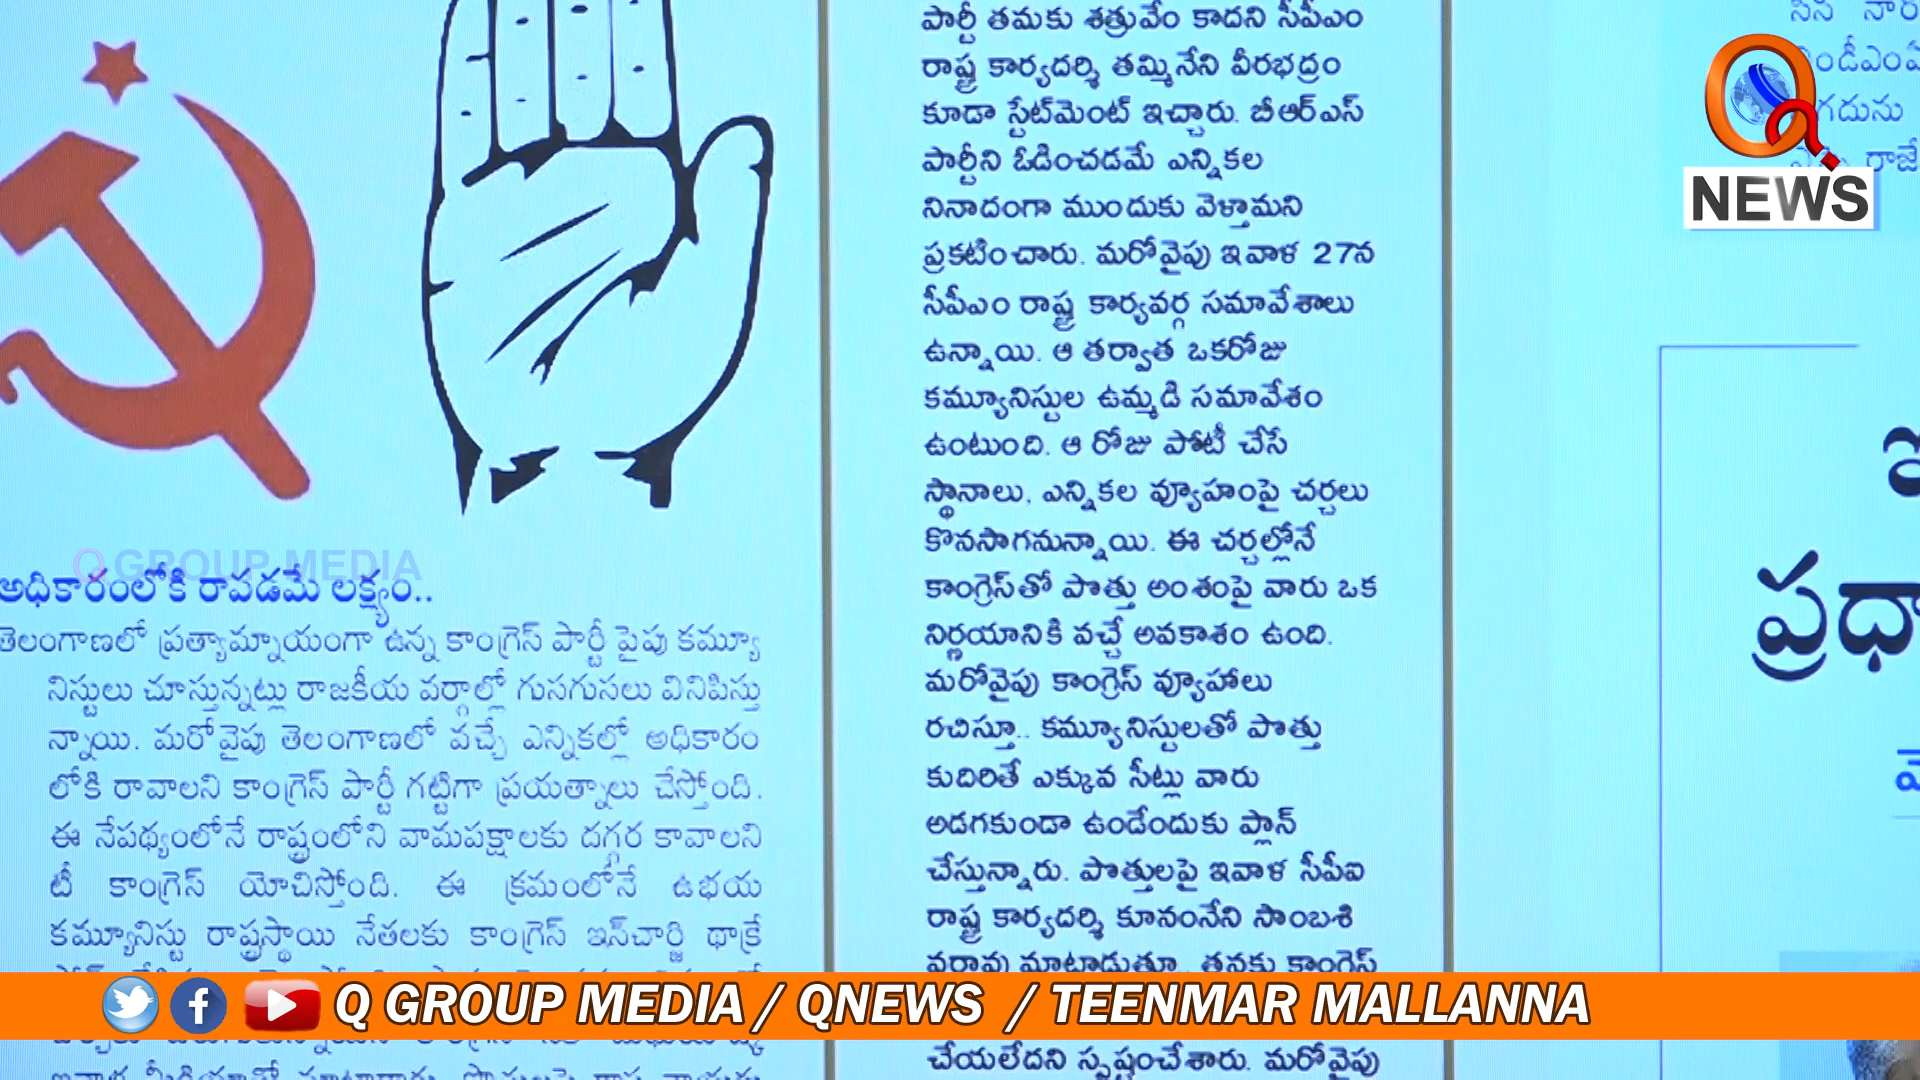 అధికారంలోకి రావడమే లక్ష్యం..
తెలంగాణలో ప్రత్యామ్నాయంగా ఉన్న కాంగ్రెస్ పార్టీ పైపు కమ్యూ
నిస్టులు చూస్తున్నట్లు రాజకీయ వర్గాల్లో గుసగుసలు వినిపిస్తు
న్నాయి. మరోవైపు తెలంగాణలో వచ్చే ఎన్నికల్లో అధికారం
లోకి రావాలని కాంగ్రెస్ పార్టీ గట్టిగా ప్రయత్నాలు చేస్తోంది.
ఈ నేపథ్యంలోనే రాష్ట్రంలోని వామపక్షాలకు దగ్గర కావాలని
టీ కాంగ్రెస్ యోచిస్తోంది. ఈ క్రమంలోనే ఉభయ
కమ్యూనిస్టు రాష్ట్రస్థాయి నేతలకు కాంగ్రెస్ ఇన్‌చార్జి థాక్రే
పార్టీ తమకు శత్రువేం కాదని సీపీఎం
రాష్ట్ర కార్యదర్శి తమ్మినేని వీరభద్రం
కూడా స్టేట్‌మెంట్ ఇచ్చారు. బీఆర్ఎస్
పార్టీని ఓడించడమే ఎన్నికల
నినాదంగా ముందుకు వెళ్తామని
ప్రకటించారు. మరోవైపు ఇవాళ 27న
సీపీఎం రాష్ట్ర కార్యవర్గ సమావేశాలు
ఉన్నాయి. ఆ తర్వాత ఒకరోజు
కమ్యూనిస్టుల ఉమ్మడి సమావేశం
ఉంటుంది. ఆ రోజు పోటీ చేసే
స్థానాలు, ఎన్నికల వ్యూహంపై చర్చలు
కొనసాగనున్నాయి. ఈ చర్చల్లోనే
కాంగ్రెస్‌తో పొత్తు అంశంపై వారు ఒక
నిర్ణయానికి వచ్చే అవకాశం ఉంది.
మరోవైపు కాంగ్రెస్ వ్యూహాలు
రచిస్తూ.. కమ్యూనిస్టులతో పొత్తు
కుదిరితే ఎక్కువ సీట్లు వారు
అడగకుండా ఉండేందుకు ప్లాన్
చేస్తున్నారు. పొత్తులపై ఇవాళ సీపీఐ
రాష్ట్ర కార్యదర్శి కూనంనేని సాంబశి
వరావు మాట్లాడుతూ.. తనకు కాంగ్రెస్
చేయలేదని స్పష్టంచేశారు. మరోవైపు
గదును
ప్రధా
Q
NEWS
Q GROUP MEDIA
Q GROUP MEDIA / QNEWS / TEENMAR MALLANNA